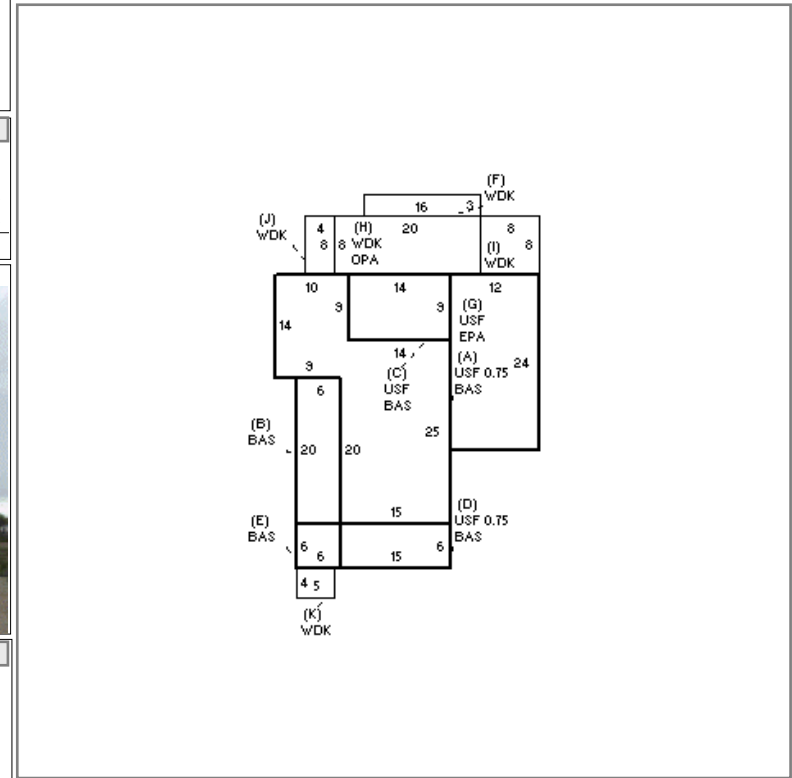 (F)
WDK
16 3
(J)
WDK
4 (H) 20 8
8 8 WDK 8
OPA
(I)
WDK
10 14 12
9 9
(G)
USF
EPA
14
14
(A)
USF 0.75
BAS
24
9
(C)
USF
BAS
6
(B)
BAS
25
20 20
15
(D)
USF 0.75
BAS
(E)
BAS
6 6
6 15
4 5
(K)
WDK